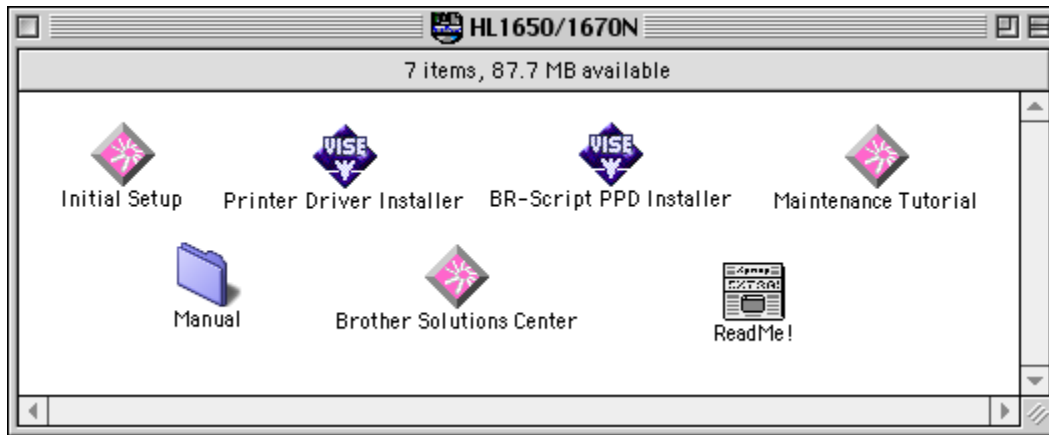 HL1650/1670N
7 items, 87.7 MB available
VISE
VISE
Initial Setup
Printer Driver Installer
BR-Script PPD Installer
Maintenance Tutorial
EXTRA!
Manual
Brother Solutions Center
ReadMe!